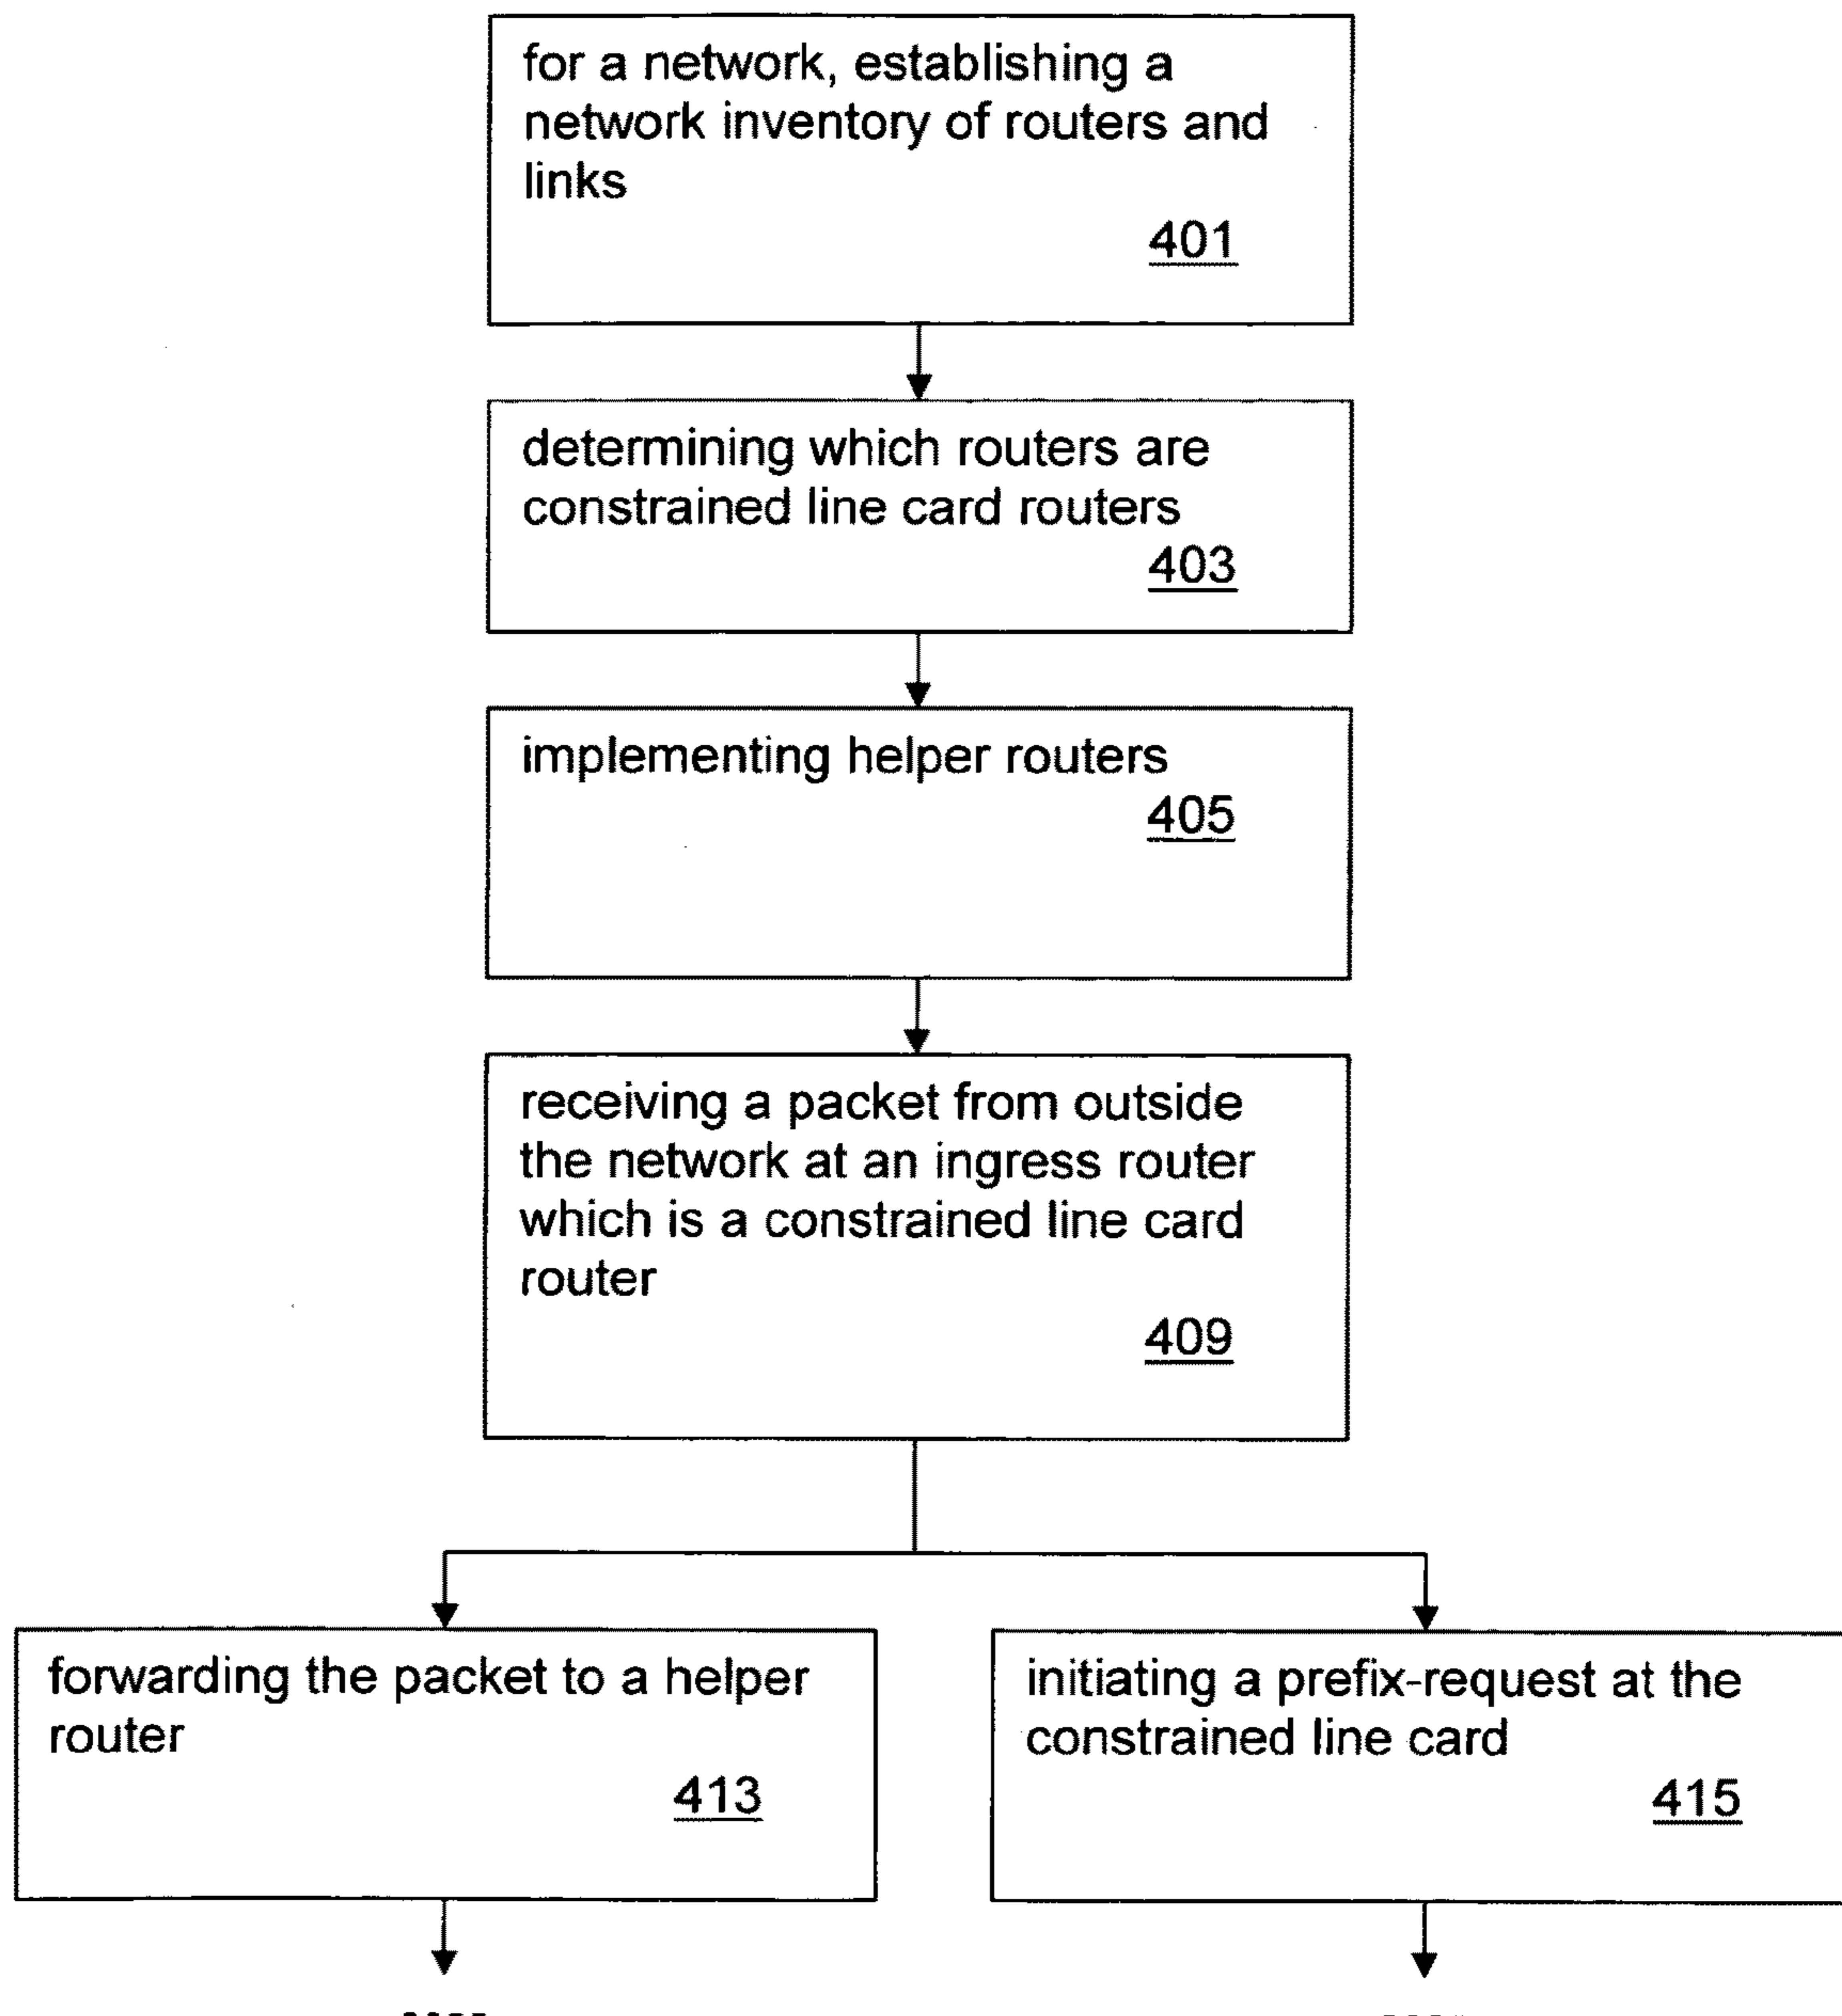 for a network, establishing a
network inventory of routers and
links
401
determining which routers are
constrained line card routers
403
implementing helper routers
405
receiving a packet from outside
the network at an ingress router
which is a constrained line card
router
409
forwarding the packet to a helper
router
413
initiating a prefix-request at the
constrained line card
415